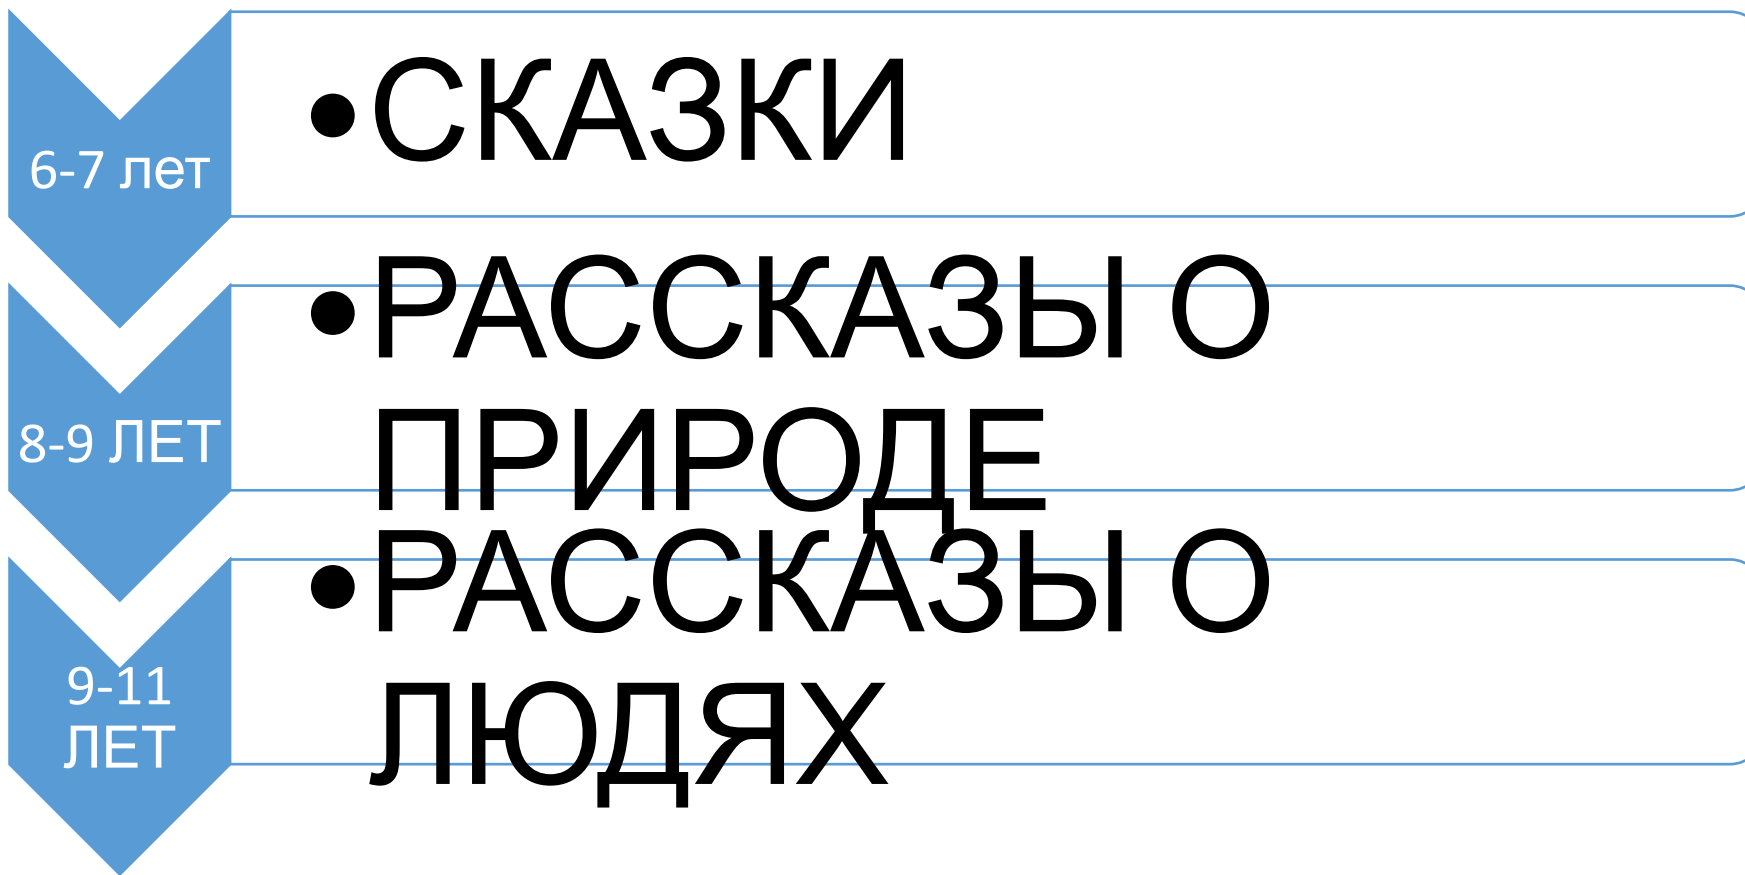 6-7 лет
•СКАЗКИ
8-9 ЛЕТ
•РАССКАЗЫ О
ПРИРОДЕ
9-11
ЛЕТ
•РАССКАЗЫ О
ЛЮДЯХ